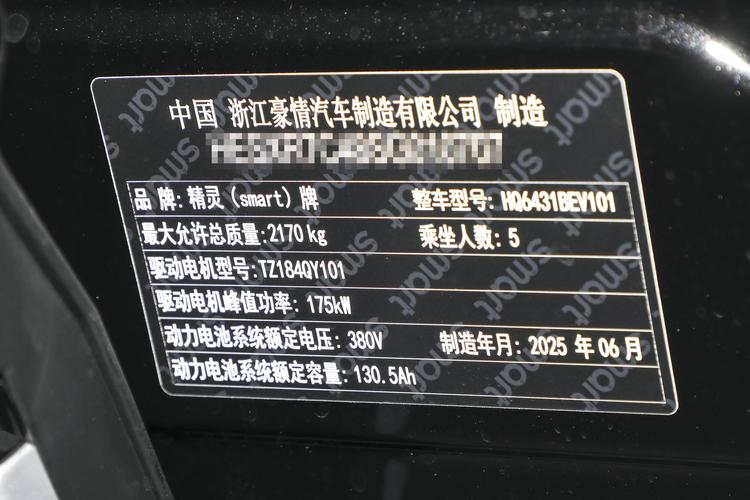 中国 浙江豪情汽车制造有限公司 制造
品 牌: 精灵 (smart) 牌 整车型号: HQ6431BEV101
最大允许总质量:2170 kg 乘坐人数: 5
驱动电机型号:TZ184QY101
驱动电机峰值功率: 175kW
动力电池系统额定电压: 380V 制造年月: 2025 年 06 月
动力电池系统额定容量: 130.5Ah